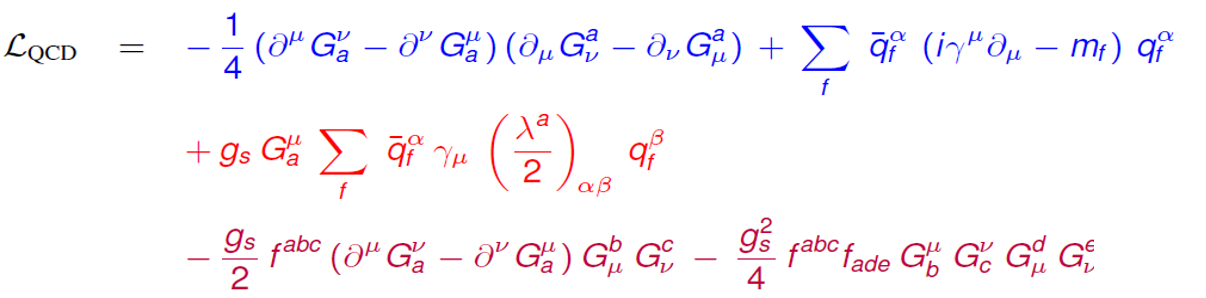 ℒ_QCD = − 1/4 (∂^μ G_a^ν − ∂^ν G_a^μ) (∂_μ G_ν^a − ∂_ν G_μ^a) + ∑_f q̄_f^α (iγ^μ ∂_μ − m_f) q_f^α
+ g_s G_a^μ ∑_f q̄_f^α γ_μ (λ^a/2)_αβ q_f^β
− g_s/2 f^abc (∂^μ G_a^ν − ∂^ν G_a^μ) G_μ^b G_ν^c − g_s^2/4 f^abc f_ade G_b^μ G_c^ν G_μ^d G_ν^e